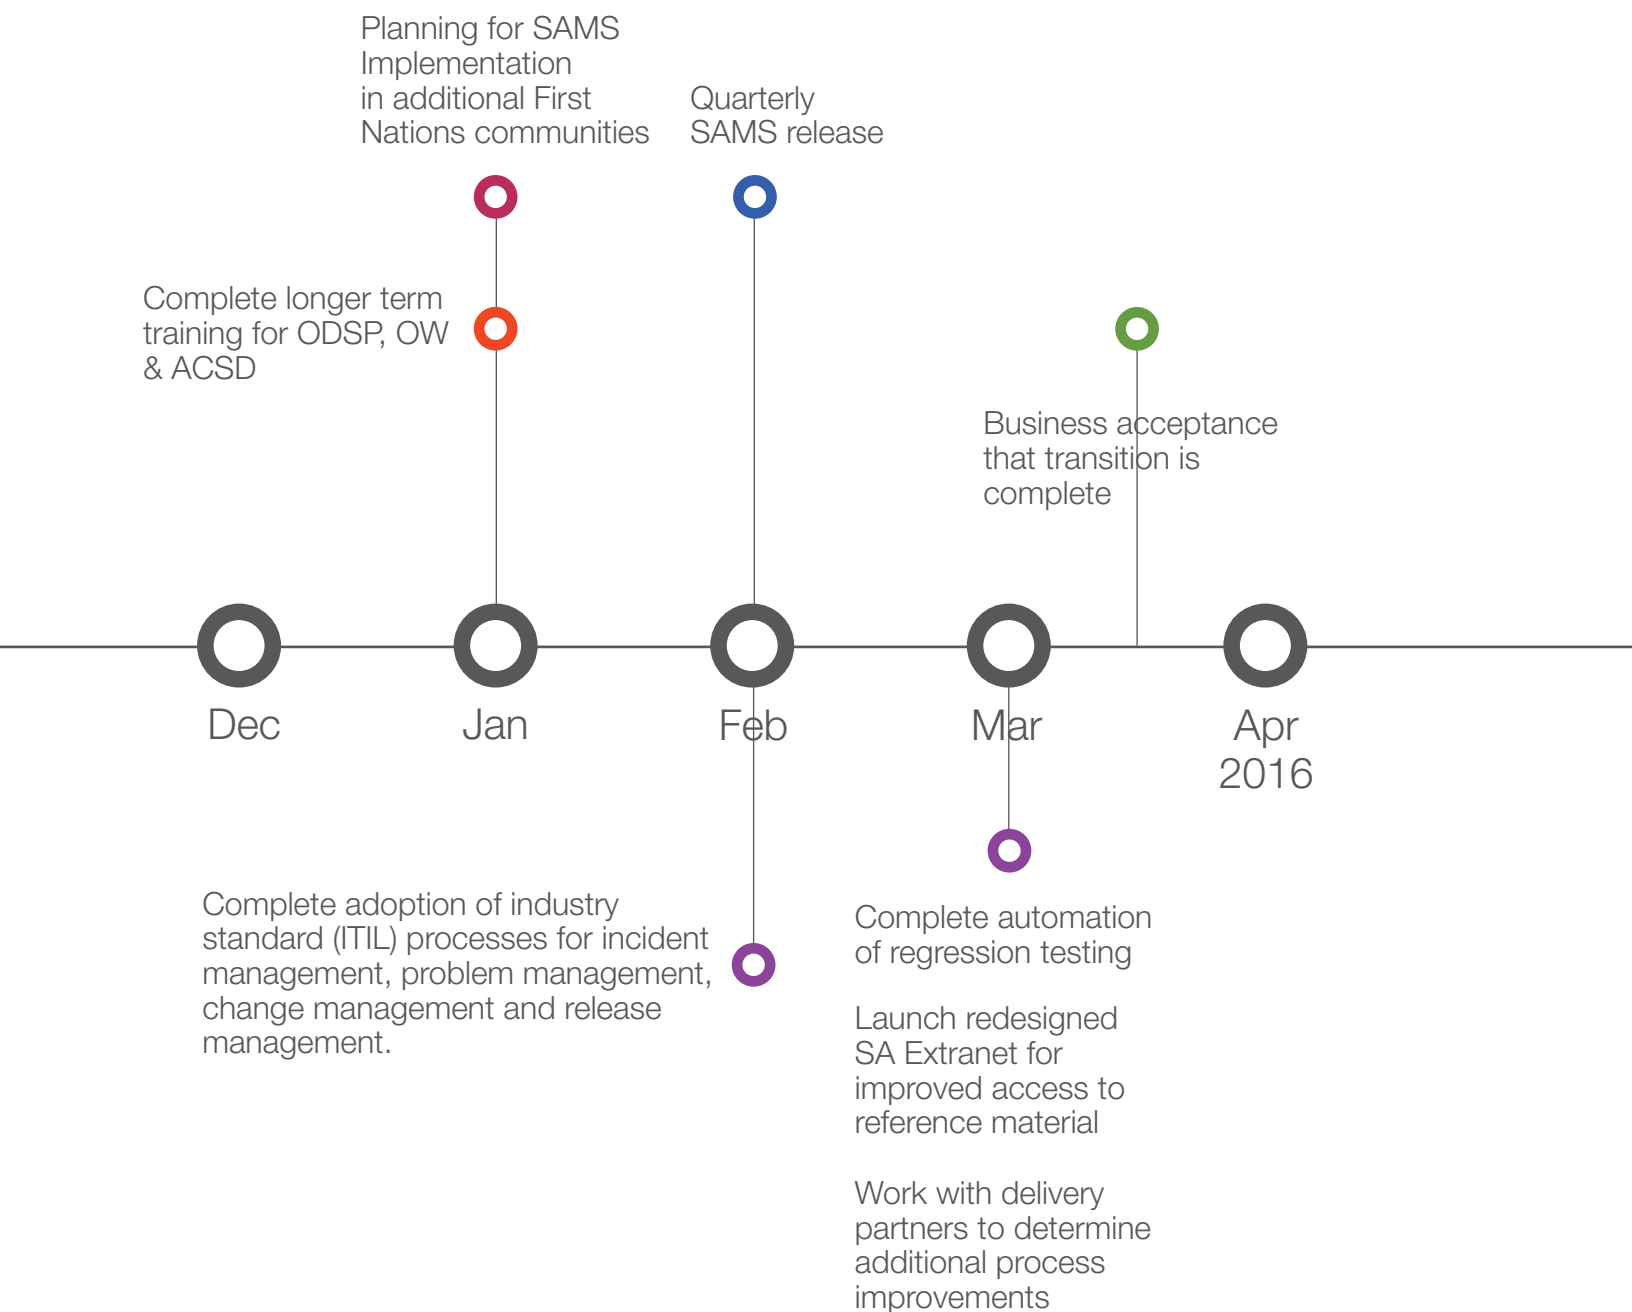 Planning for SAMS
Implementation
in additional First
Nations communities
Quarterly
SAMS release
Complete longer term
training for ODSP, OW
& ACSD
Business acceptance
that transition is
complete
Dec
Jan
Feb
Mar
Apr
2016
Complete adoption of industry
standard (ITIL) processes for incident
management, problem management,
change management and release
management.
Complete automation
of regression testing
Launch redesigned
SA Extranet for
improved access to
reference material
Work with delivery
partners to determine
additional process
improvements